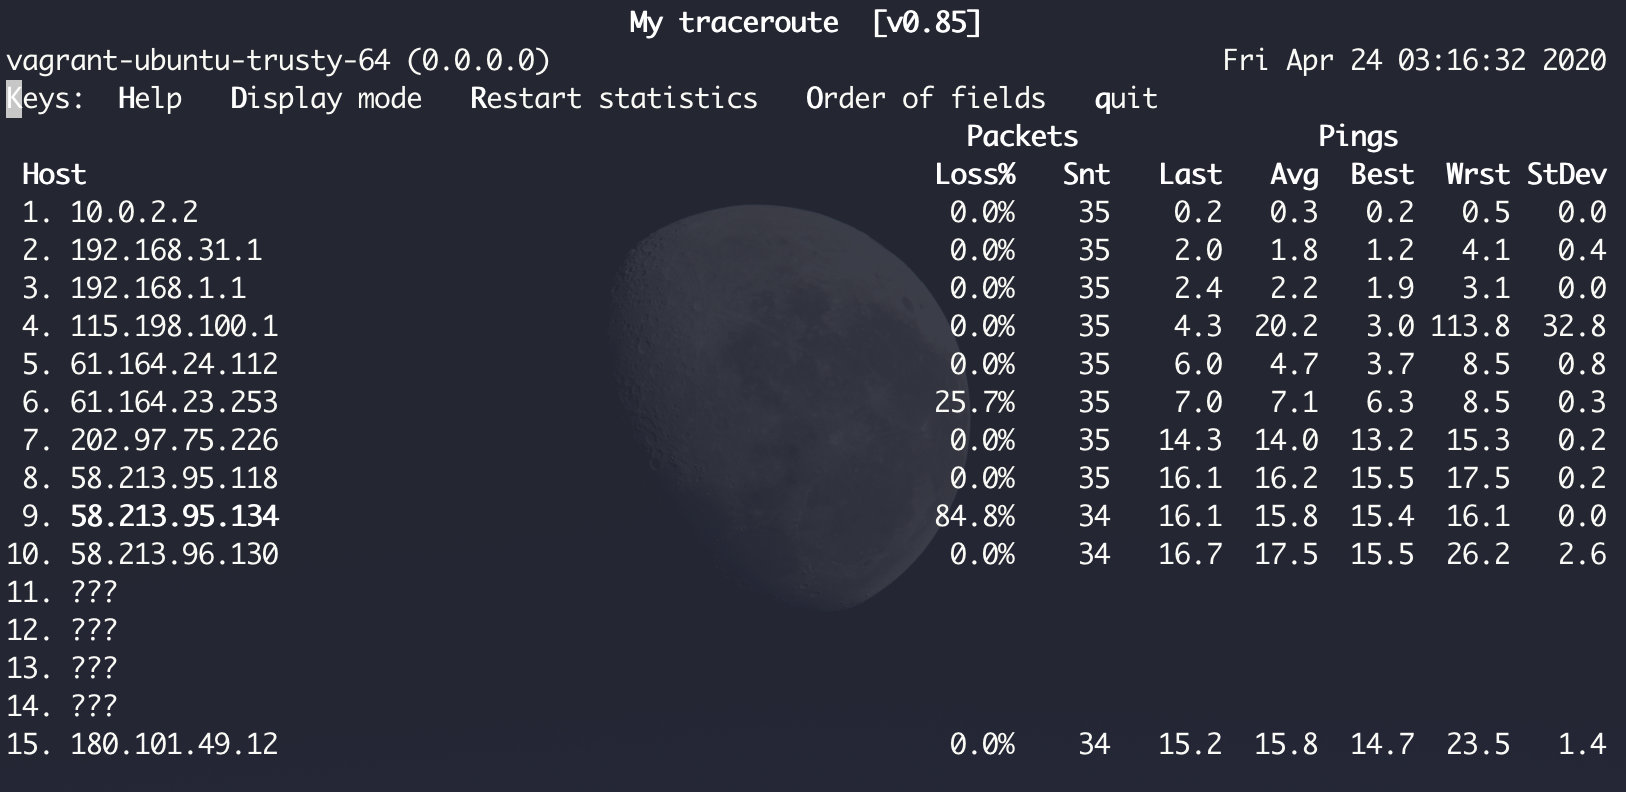 My traceroute  [v0.85]
vagrant-ubuntu-trusty-64 (0.0.0.0)    Fri Apr 24 03:16:32 2020
Keys:  Help   Display mode   Restart statistics   Order of fields   quit
Packets    Pings
Host    Loss%   Snt   Last   Avg  Best  Wrst StDev
1. 10.0.2.2    0.0%    35    0.2   0.3   0.2   0.5   0.0
2. 192.168.31.1    0.0%    35    2.0   1.8   1.2   4.1   0.4
3. 192.168.1.1    0.0%    35    2.4   2.2   1.9   3.1   0.0
4. 115.198.100.1    0.0%    35    4.3  20.2   3.0 113.8  32.8
5. 61.164.24.112    0.0%    35    6.0   4.7   3.7   8.5   0.8
6. 61.164.23.253    25.7%    35    7.0   7.1   6.3   8.5   0.3
7. 202.97.75.226    0.0%    35   14.3  14.0  13.2  15.3   0.2
8. 58.213.95.118    0.0%    35   16.1  16.2  15.5  17.5   0.2
9. 58.213.95.134    84.8%    34   16.1  15.8  15.4  16.1   0.0
10. 58.213.96.130    0.0%    34   16.7  17.5  15.5  26.2   2.6
11. ???
12. ???
13. ???
14. ???
15. 180.101.49.12    0.0%    34   15.2  15.8  14.7  23.5   1.4